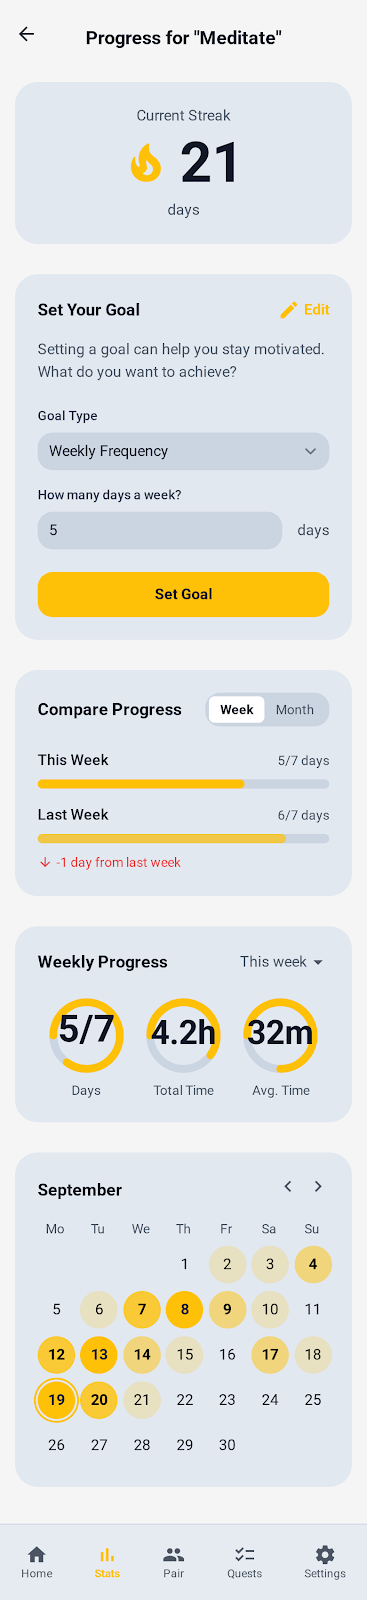 Progress for "Meditate"
Current Streak
21
days
Set Your Goal
Edit
Setting a goal can help you stay motivated.
What do you want to achieve?
Goal Type
Weekly Frequency
How many days a week?
5 days
Set Goal
Compare Progress
Week Month
This Week 5/7 days
Last Week 6/7 days
-1 day from last week
Weekly Progress This week
5/7 4.2h 32m
Days Total Time Avg. Time
September
Mo Tu We Th Fr Sa Su
1 2 3 4
5 6 7 8 9 10 11
12 13 14 15 16 17 18
19 20 21 22 23 24 25
26 27 28 29 30
Home Stats Pair Quests Settings